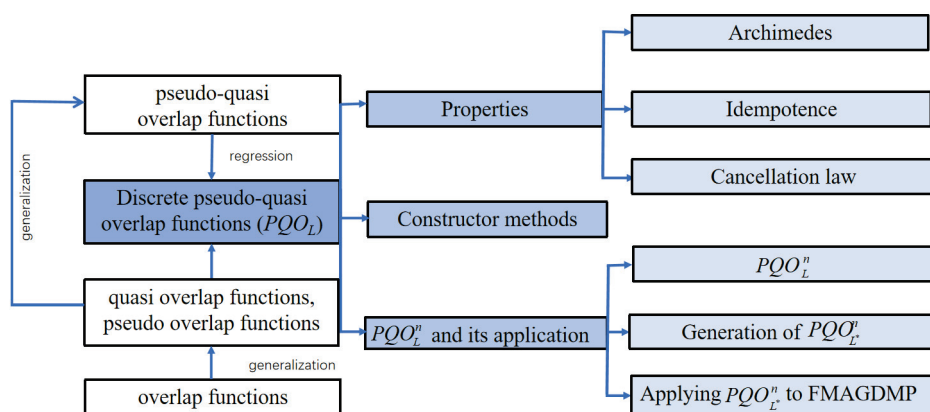 generalization
pseudo-quasi
overlap functions
regression
Discrete pseudo-quasi
overlap functions (PQO_L)
quasi overlap functions,
pseudo overlap functions
generalization
overlap functions
Properties
Constructor methods
PQO_L^n and its application
Archimedes
Idempotence
Cancellation law
PQO_L^n
Generation of PQO_{L*}^n
Applying PQO_{L*}^n to FMAGDMP